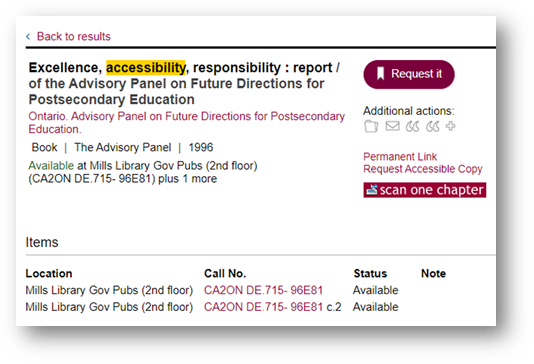 ‹ Back to results
Excellence, accessibility, responsibility : report /
of the Advisory Panel on Future Directions for
Postsecondary Education
Ontario. Advisory Panel on Future Directions for Postsecondary
Education.
Book | The Advisory Panel | 1996
Available at Mills Library Gov Pubs (2nd floor)
(CA2ON DE.715- 96E81) plus 1 more
Request it
Additional actions:
Permanent Link
Request Accessible Copy
scan one chapter
Items
Location Call No. Status Note
Mills Library Gov Pubs (2nd floor) CA2ON DE.715- 96E81 Available
Mills Library Gov Pubs (2nd floor) CA2ON DE.715- 96E81 c.2 Available